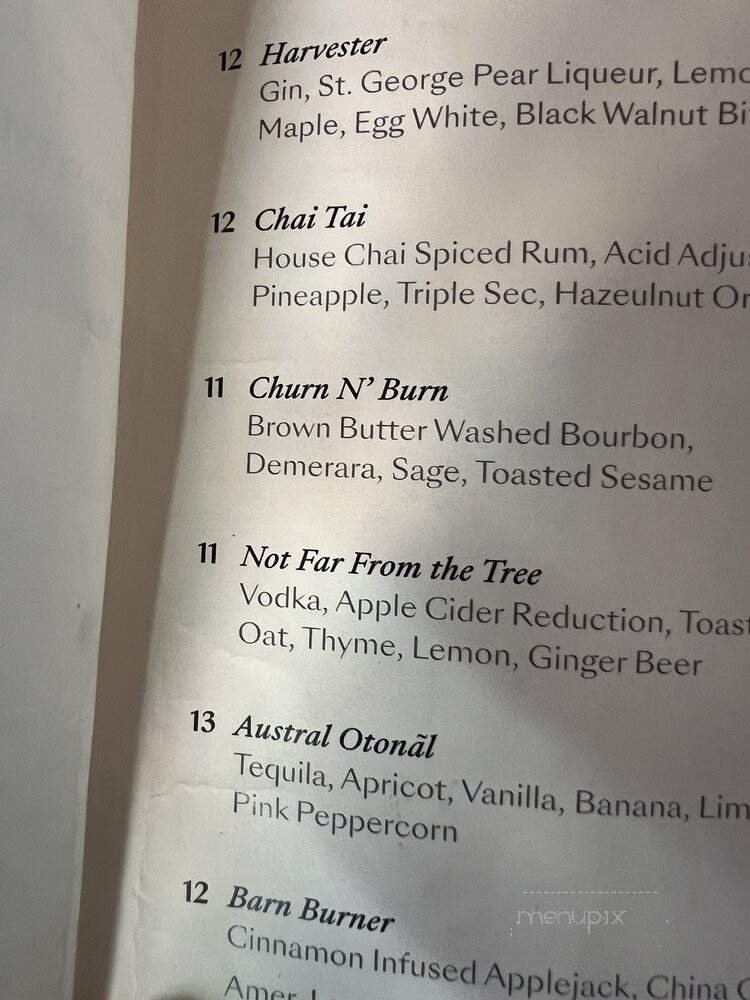 12 Harvester
Gin, St. George Pear Liqueur,
Maple, Egg White, Black Walnut
12 Chai Tai
House Chai Spiced Rum, Acid
Pineapple, Triple Sec, Hazeulnut
11 Churn N' Burn
Brown Butter Washed Bourbon,
Demerara, Sage, Toasted Sesame
11 Not Far From the Tree
Vodka, Apple Cider Reduction,
Oat, Thyme, Lemon, Ginger Beer
13 Austral Otonãl
Tequila, Apricot, Vanilla, Banana,
Pink Peppercorn
12 Barn Burner
Cinnamon Infused Applejack, China
Amer,
menupix